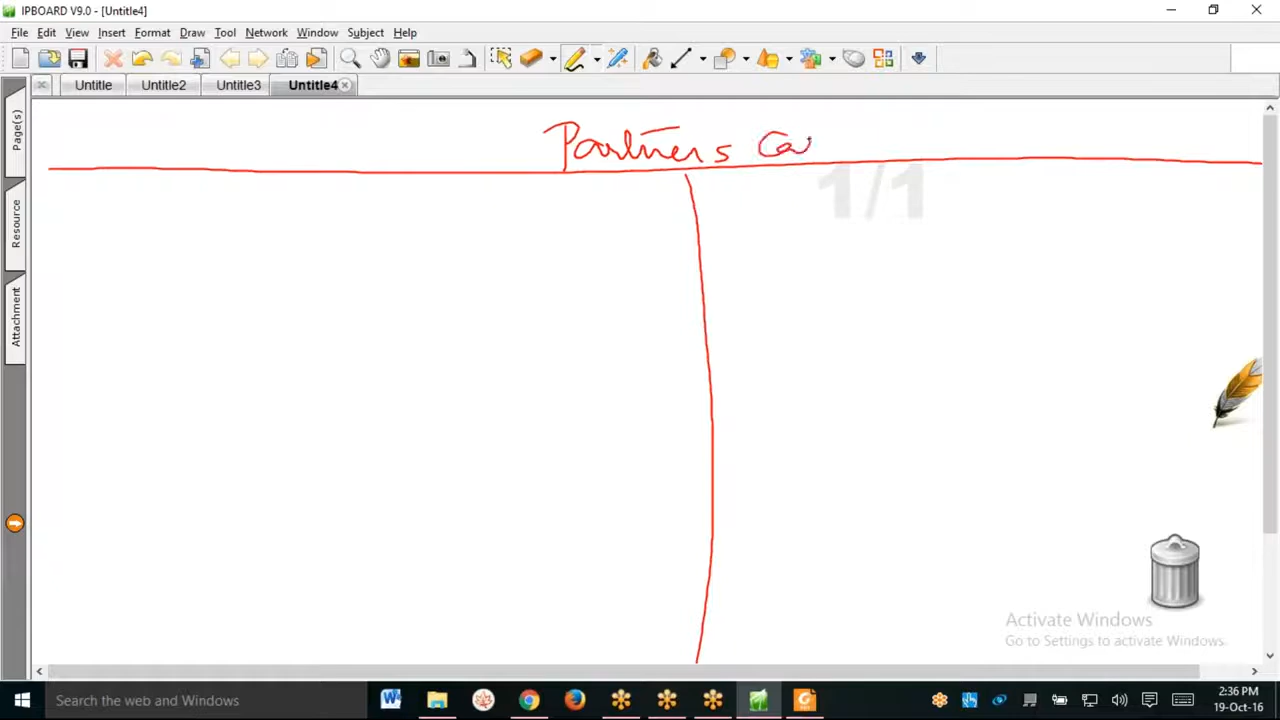 IPBOARD V9.0 - [Untitle4]
File Edit View Insert Format Draw Tool Network Window Subject Help
Untitle Untitle2 Untitle3 Untitle4
Page(s)
Resource
Attachment
Partners Ca
1/1
Activate Windows
Go to Settings to activate Windows.
Search the web and Windows
2:36 PM
19-Oct-16